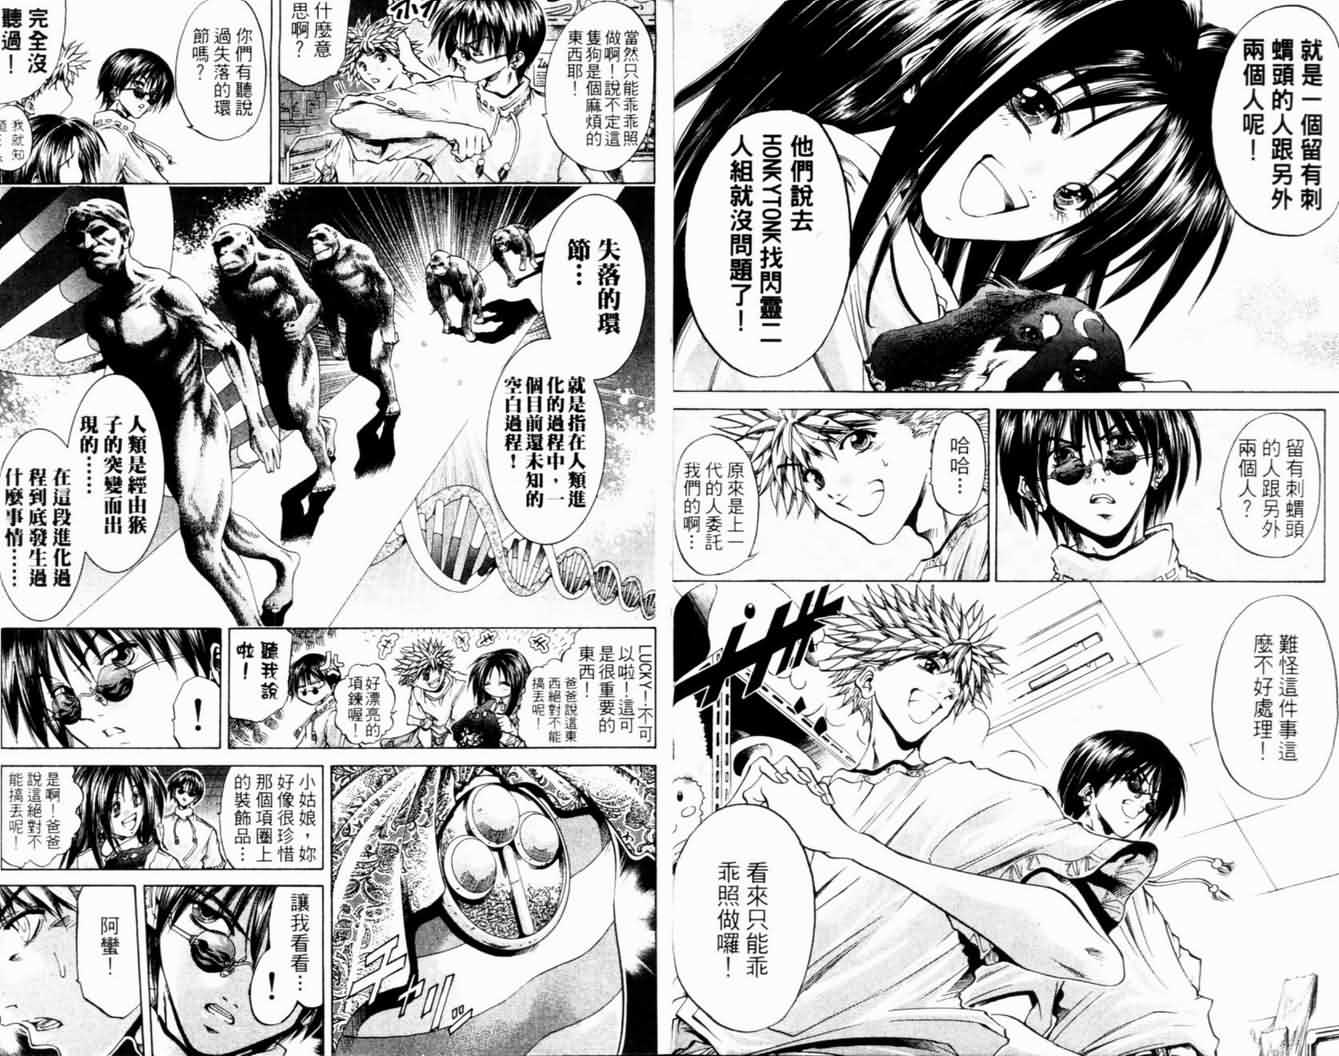 就是一個留有刺
蝟頭的人跟另外
兩個人呢！
他們說去
HONKYTONK找閃靈二
人組就沒問題了！
留有刺蝟頭
的人跟另外
兩個人？
哈哈…
原來是上一
代的人委託
我們的啊…
難怪這件事這
麼不好處理！
看來只能乖
乖照做囉！
當然只能乖乖照
做啊！說不定這
隻狗是個麻煩的
東西耶！
什麼意
思啊？
你們有聽說
過失落的環
節嗎？
完全沒
聽過！
我就知
失落的環
節…
就是指在人類進
化的過程中，一
個目前還未知的
空白過程！
人類是經由猴
子的突變而出
現的……
在這段進化過
程到底發生過
什麼事情……
LUCKY！不可
以啦！這可
是很重要的
東西！
爸爸說這東
西絕對不能
搞丟呢！
好漂亮的
項鍊喔！
聽我說
啦！
！
小姑娘，妳
好像很珍惜
那個項圈上
的裝飾品…
是啊！爸爸
說這絕對不
能搞丟呢！
讓我看看…
！
阿蠻！